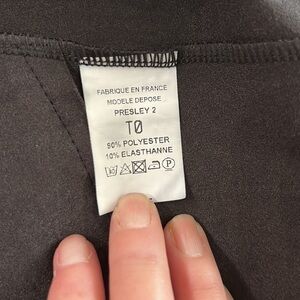 FABRIQUE EN FRANCE
MODELE DEPOSE
PRESLEY 2
T0
90% POLYESTER
10% ELASTHANNE
P